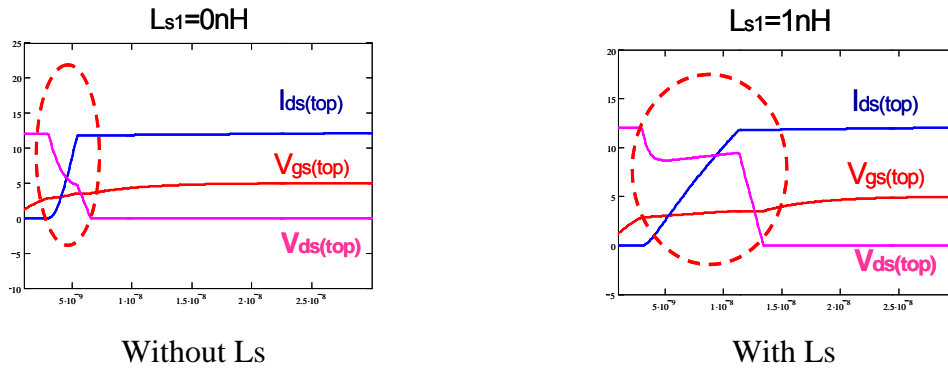 Ls1=0nH
25
20
15
10
5
0
-5
-10
5·10⁻⁹
1·10⁻⁸
1.5·10⁻⁸
2·10⁻⁸
2.5·10⁻⁸
Ids(top)
Vgs(top)
Vds(top)
Without Ls
Ls1=1nH
20
15
10
5
0
-5
5·10⁻⁹
1·10⁻⁸
1.5·10⁻⁸
2·10⁻⁸
2.5·10⁻⁸
Ids(top)
Vgs(top)
Vds(top)
With Ls